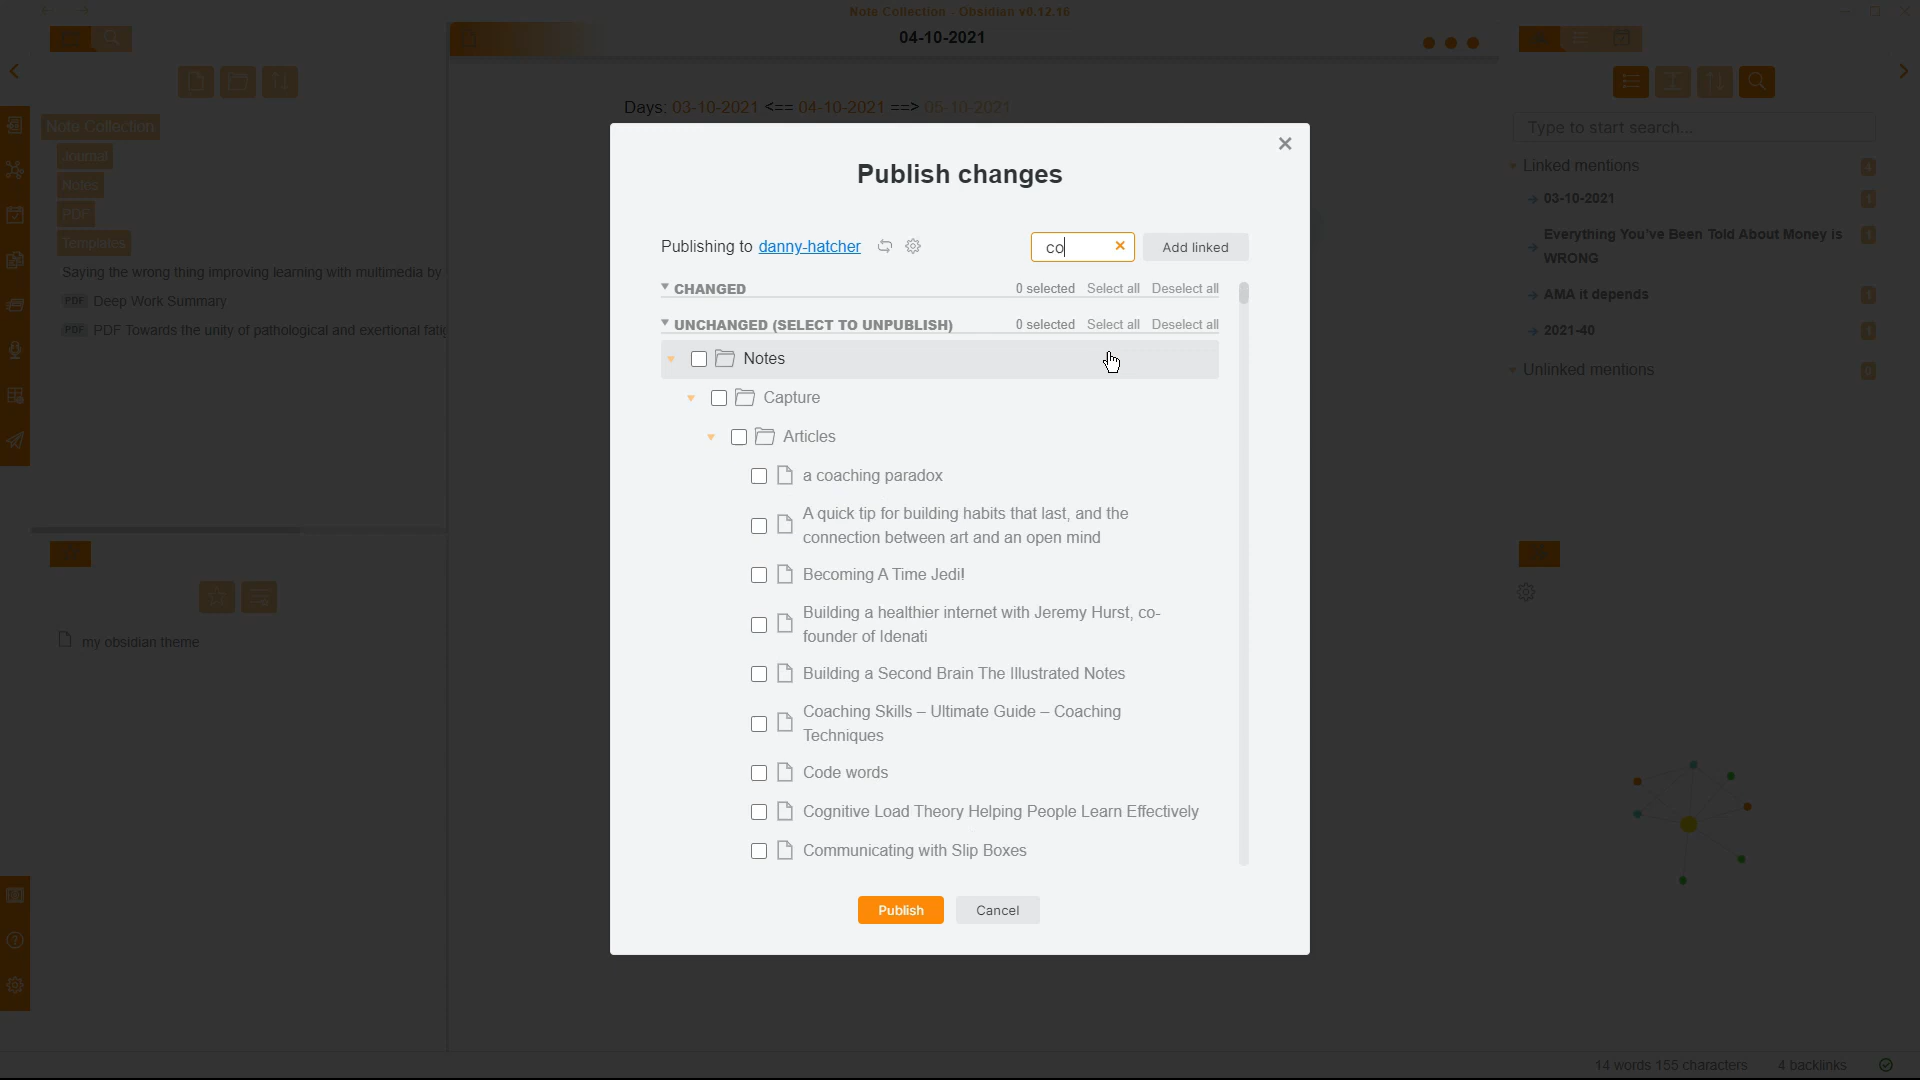 Note Collection - Obsidian v0.12.16
04-10-2021
Days: 03-10-2021 <== 04-10-2021 ==> 05-10-2021
Note Collection
Journal
Notes
PDF
Templates
Saying the wrong thing improving learning with multimedia by
PDF Deep Work Summary
PDF PDF Towards the unity of pathological and exertional fatig
my obsidian theme
Publish changes
Publishing to danny-hatcher
co
Add linked
CHANGED 0 selected Select all Deselect all
UNCHANGED (SELECT TO UNPUBLISH) 0 selected Select all Deselect all
Notes
Capture
Articles
a coaching paradox
A quick tip for building habits that last, and the
connection between art and an open mind
Becoming A Time Jedi!
Building a healthier internet with Jeremy Hurst, co-
founder of Idenati
Building a Second Brain The Illustrated Notes
Coaching Skills – Ultimate Guide – Coaching
Techniques
Code words
Cognitive Load Theory Helping People Learn Effectively
Communicating with Slip Boxes
Publish
Cancel
Type to start search...
Linked mentions 4
03-10-2021 1
Everything You've Been Told About Money is 1
WRONG
AMA it depends 1
2021-40 1
Unlinked mentions 0
14 words 155 characters 4 backlinks